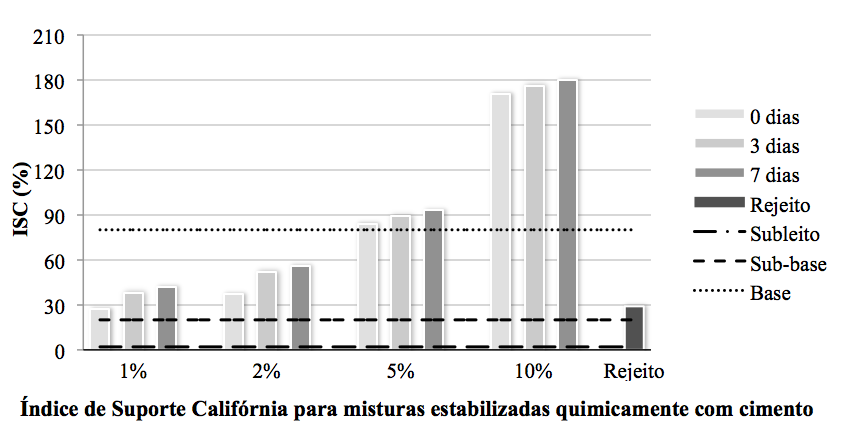 210
180
150
120
90
60
30
0
ISC (%)
1%
2%
5%
10%
Rejeito
0 dias
3 dias
7 dias
Rejeito
Subleito
Sub-base
Base
Índice de Suporte Califórnia para misturas estabilizadas quimicamente com cimento